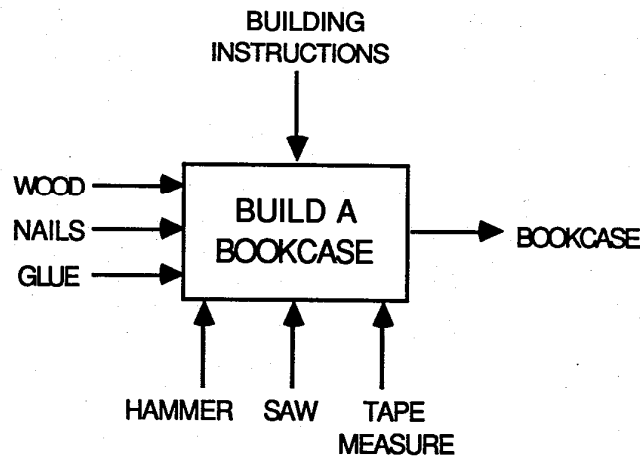 BUILDING
INSTRUCTIONS
WOOD
NAILS
GLUE
BUILD A
BOOKCASE
BOOKCASE
HAMMER
SAW
TAPE
MEASURE